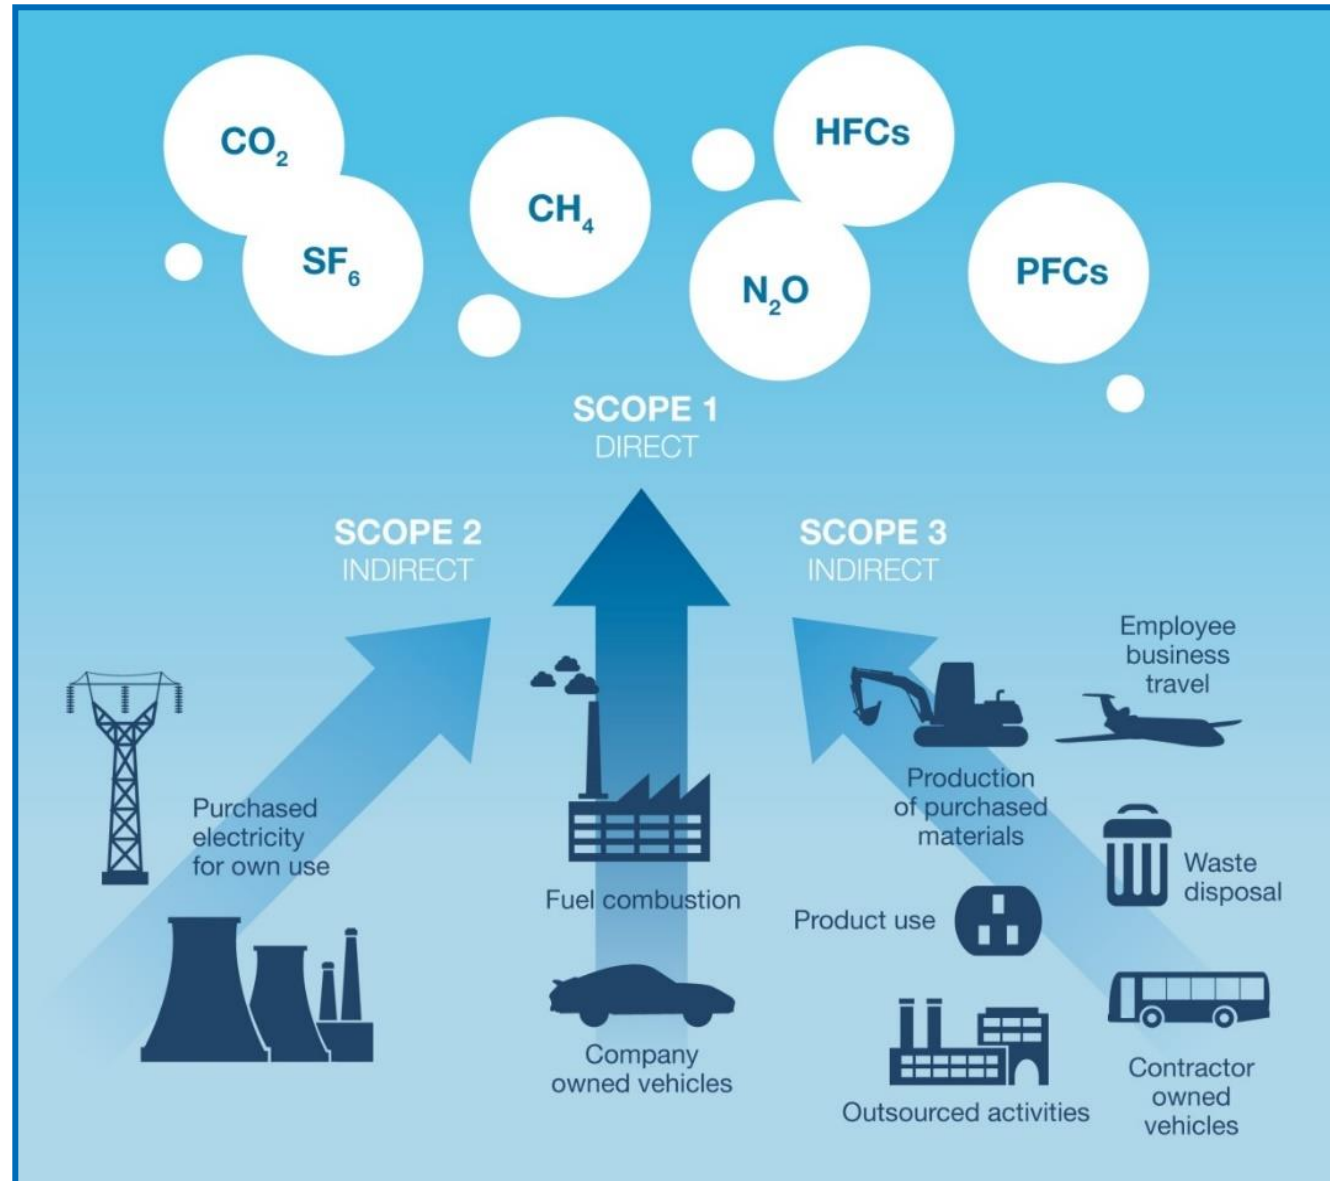 CO₂
SF₆
CH₄
HFCs
N₂O
PFCs
SCOPE 1
DIRECT
SCOPE 2
INDIRECT
SCOPE 3
INDIRECT
Purchased
electricity
for own use
Fuel combustion
Company
owned vehicles
Employee
business
travel
Production
of purchased
materials
Waste
disposal
Product use
Outsourced activities
Contractor
owned
vehicles